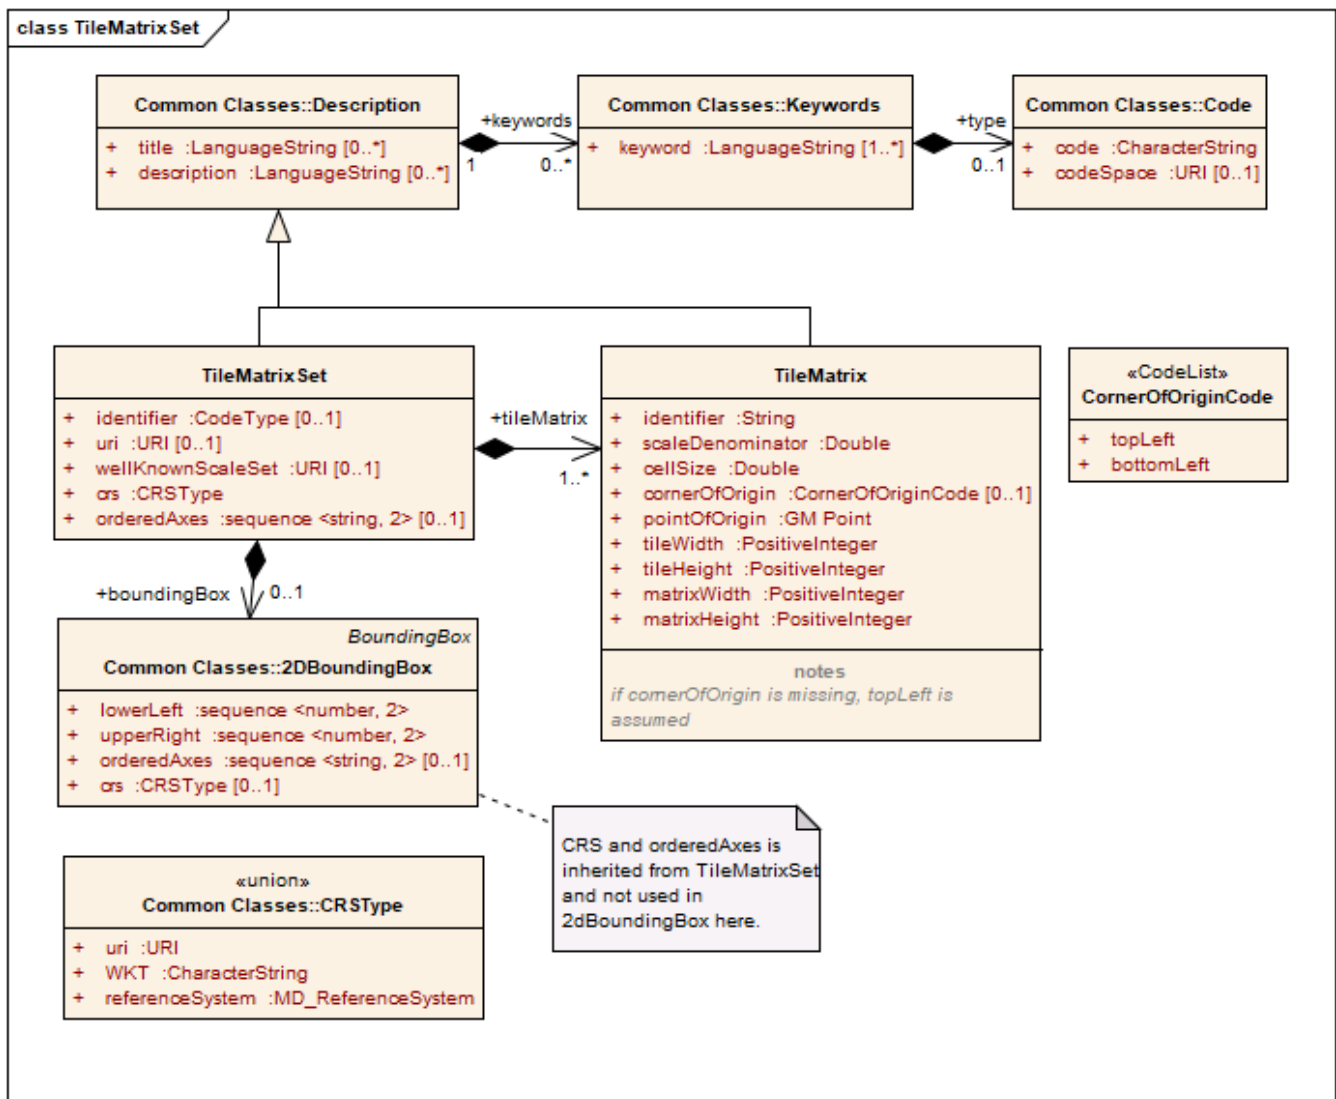 class TileMatrixSet
Common Classes::Description
+ title :LanguageString [0..*]
+ description :LanguageString [0..*]
+keywords
1
0..*
Common Classes::Keywords
+ keyword :LanguageString [1..*]
+type
0..1
Common Classes::Code
+ code :CharacterString
+ codeSpace :URI [0..1]
TileMatrixSet
+ identifier :CodeType [0..1]
+ uri :URI [0..1]
+ wellKnownScaleSet :URI [0..1]
+ crs :CRSType
+ orderedAxes :sequence <string, 2> [0..1]
+tileMatrix
1..*
TileMatrix
+ identifier :String
+ scaleDenominator :Double
+ cellSize :Double
+ cornerOfOrigin :CornerOfOriginCode [0..1]
+ pointOfOrigin :GM Point
+ tileWidth :PositiveInteger
+ tileHeight :PositiveInteger
+ matrixWidth :PositiveInteger
+ matrixHeight :PositiveInteger
notes
if cornerOfOrigin is missing, topLeft is
assumed
«CodeList»
CornerOfOriginCode
+ topLeft
+ bottomLeft
+boundingBox
0..1
BoundingBox
Common Classes::2DBoundingBox
+ lowerLeft :sequence <number, 2>
+ upperRight :sequence <number, 2>
+ orderedAxes :sequence <string, 2> [0..1]
+ crs :CRSType [0..1]
CRS and orderedAxes is
inherited from TileMatrixSet
and not used in
2dBoundingBox here.
«union»
Common Classes::CRSType
+ uri :URI
+ WKT :CharacterString
+ referenceSystem :MD_ReferenceSystem